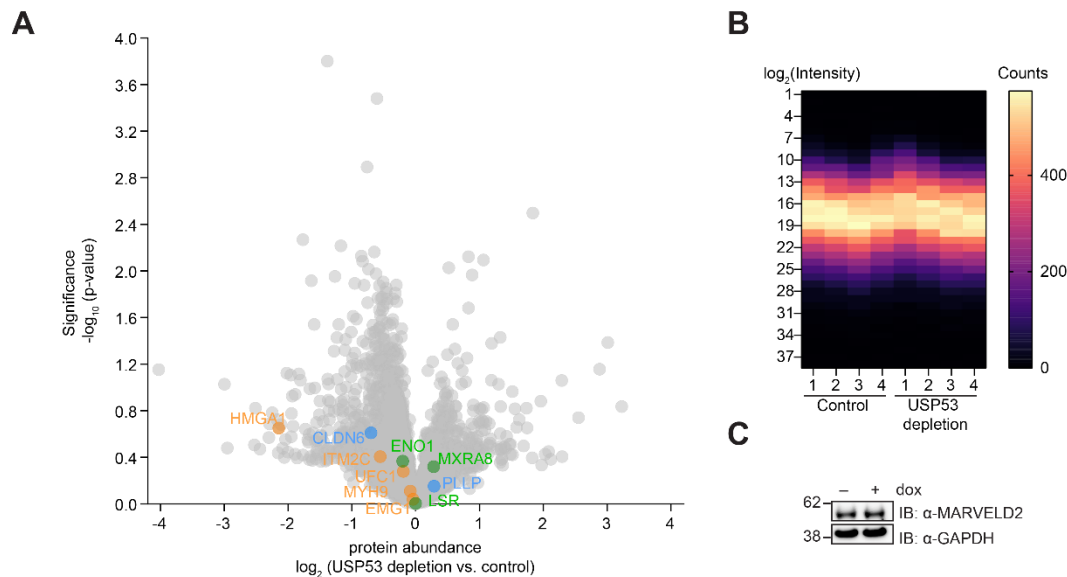 A
4.0
3.6
3.2
2.8
2.4
2.0
1.6
1.2
0.8
0.4
0.0
Significance
-log10 (p-value)
HMGA1
CLDN6
ITM2C
ENO1
UFC1
MXRA8
MYH9
PLLP
EMG1
LSR
-4 -3 -2 -1 0 1 2 3 4
protein abundance
log2 (USP53 depletion vs. control)
B
log2(Intensity)
Counts
1
4
7
10
13
16
19
22
25
28
31
34
37
400
200
0
1 2 3 4 1 2 3 4
Control
USP53
depletion
C
– + dox
62
IB: α-MARVELD2
38
IB: α-GAPDH